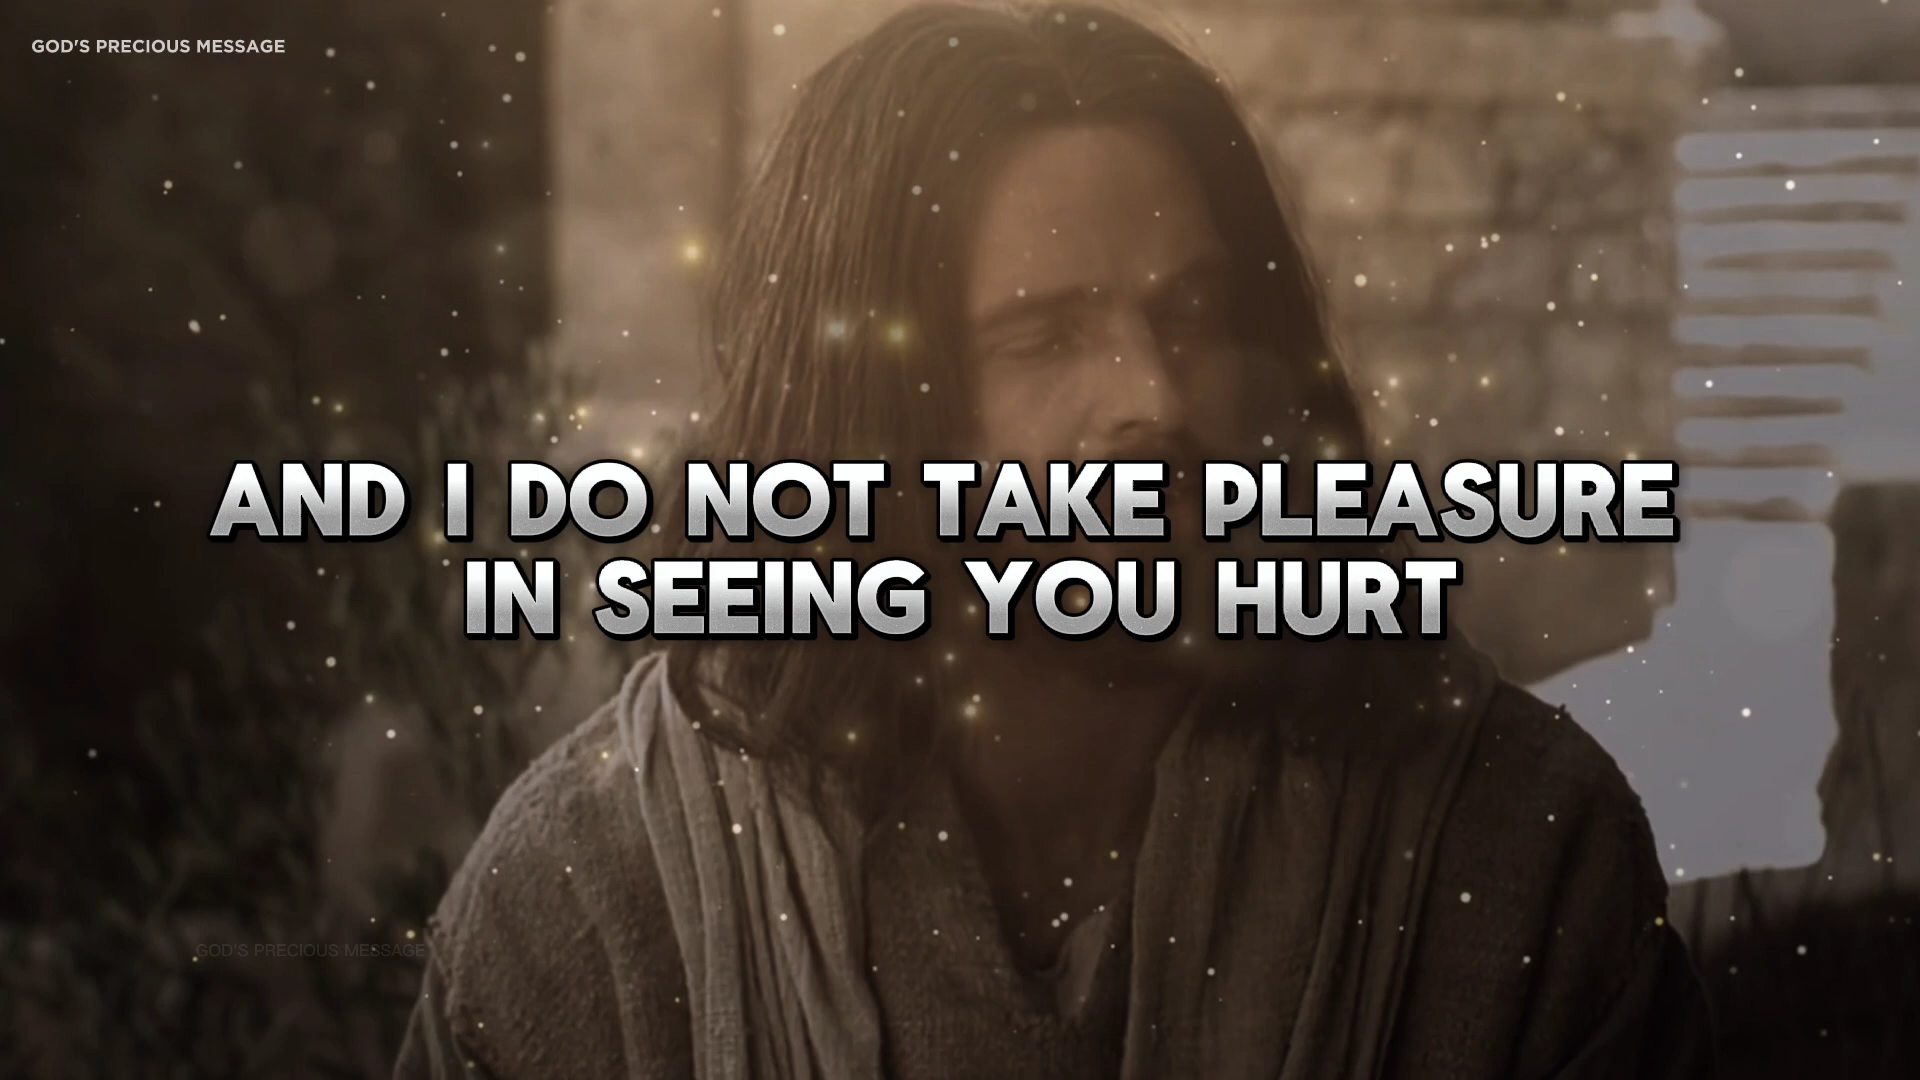 GOD'S PRECIOUS MESSAGE
AND I DO NOT TAKE PLEASURE
IN SEEING YOU HURT
GOD'S PRECIOUS MESSAGE